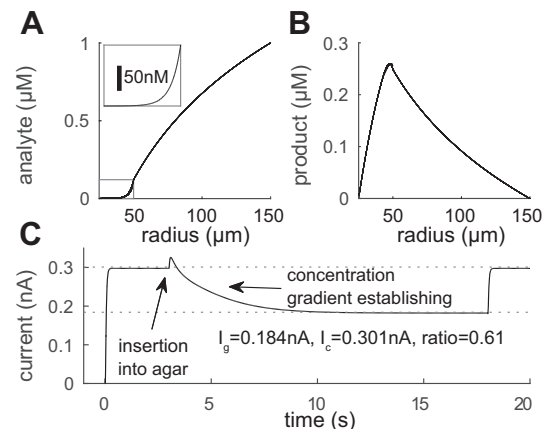 A
B
analyte (µM)
1
0.5
0
50nM
50
100
150
radius (µm)
product (µM)
0.3
0.2
0.1
0
50
100
150
radius (µm)
C
current (nA)
0.3
0.2
0.1
0
concentration
gradient establishing
insertion
into agar
I_g=0.184nA, I_c=0.301nA, ratio=0.61
0
5
10
15
20
time (s)